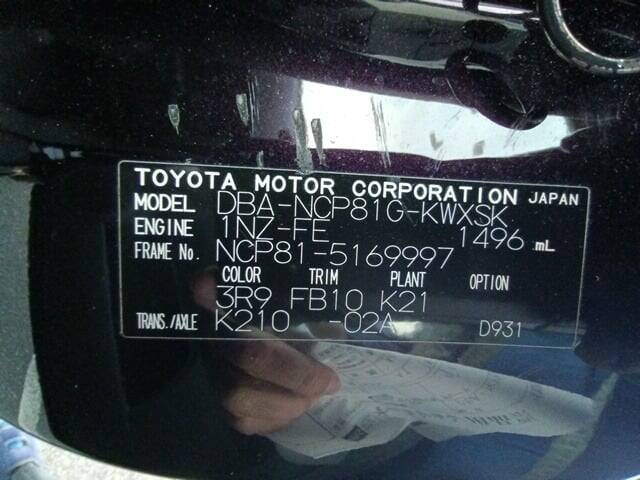 TOYOTA MOTOR CORPORATION JAPAN
MODEL DBA-NCP81G-KWXSK
ENGINE 1NZ-FE 1496 mL
FRAME No. NCP81-5169997
COLOR TRIM PLANT OPTION
3R9 FB10 K21
TRANS./AXLE K210 -02A D931